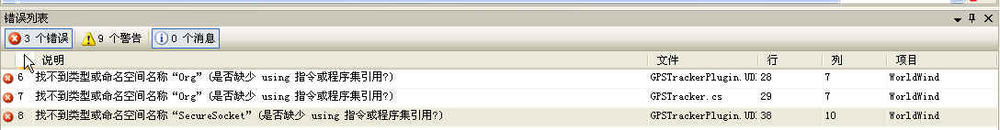 错误列表
3 个错误 9 个警告 0 个消息
说明 文件 行 列 项目
6 找不到类型或命名空间名称“Org”(是否缺少 using 指令或程序集引用?) GPSTrackerPlugin.UD 28 7 WorldWind
7 找不到类型或命名空间名称“Org”(是否缺少 using 指令或程序集引用?) GPSTracker.cs 29 7 WorldWind
8 找不到类型或命名空间名称“SecureSocket”(是否缺少 using 指令或程序集引用?) GPSTrackerPlugin.UD 38 10 WorldWind